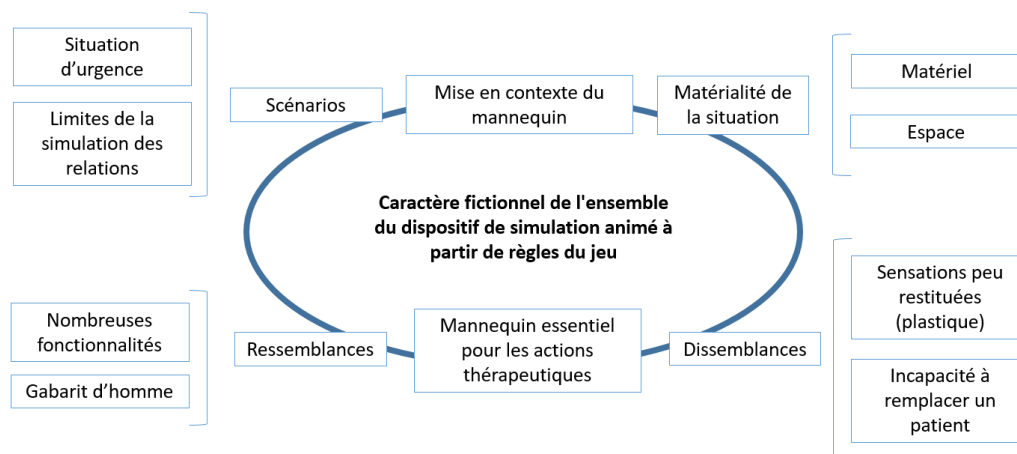 Situation
d’urgence
Limites de la
simulation des
relations
Scénarios
Mise en contexte du
mannequin
Matérialité de
la situation
Matériel
Espace
Caractère fictionnel de l'ensemble
du dispositif de simulation animé à
partir de règles du jeu
Nombreuses
fonctionnalités
Gabarit d’homme
Ressemblances
Mannequin essentiel
pour les actions
thérapeutiques
Dissemblances
Sensations peu
restituées
(plastique)
Incapacité à
remplacer un
patient